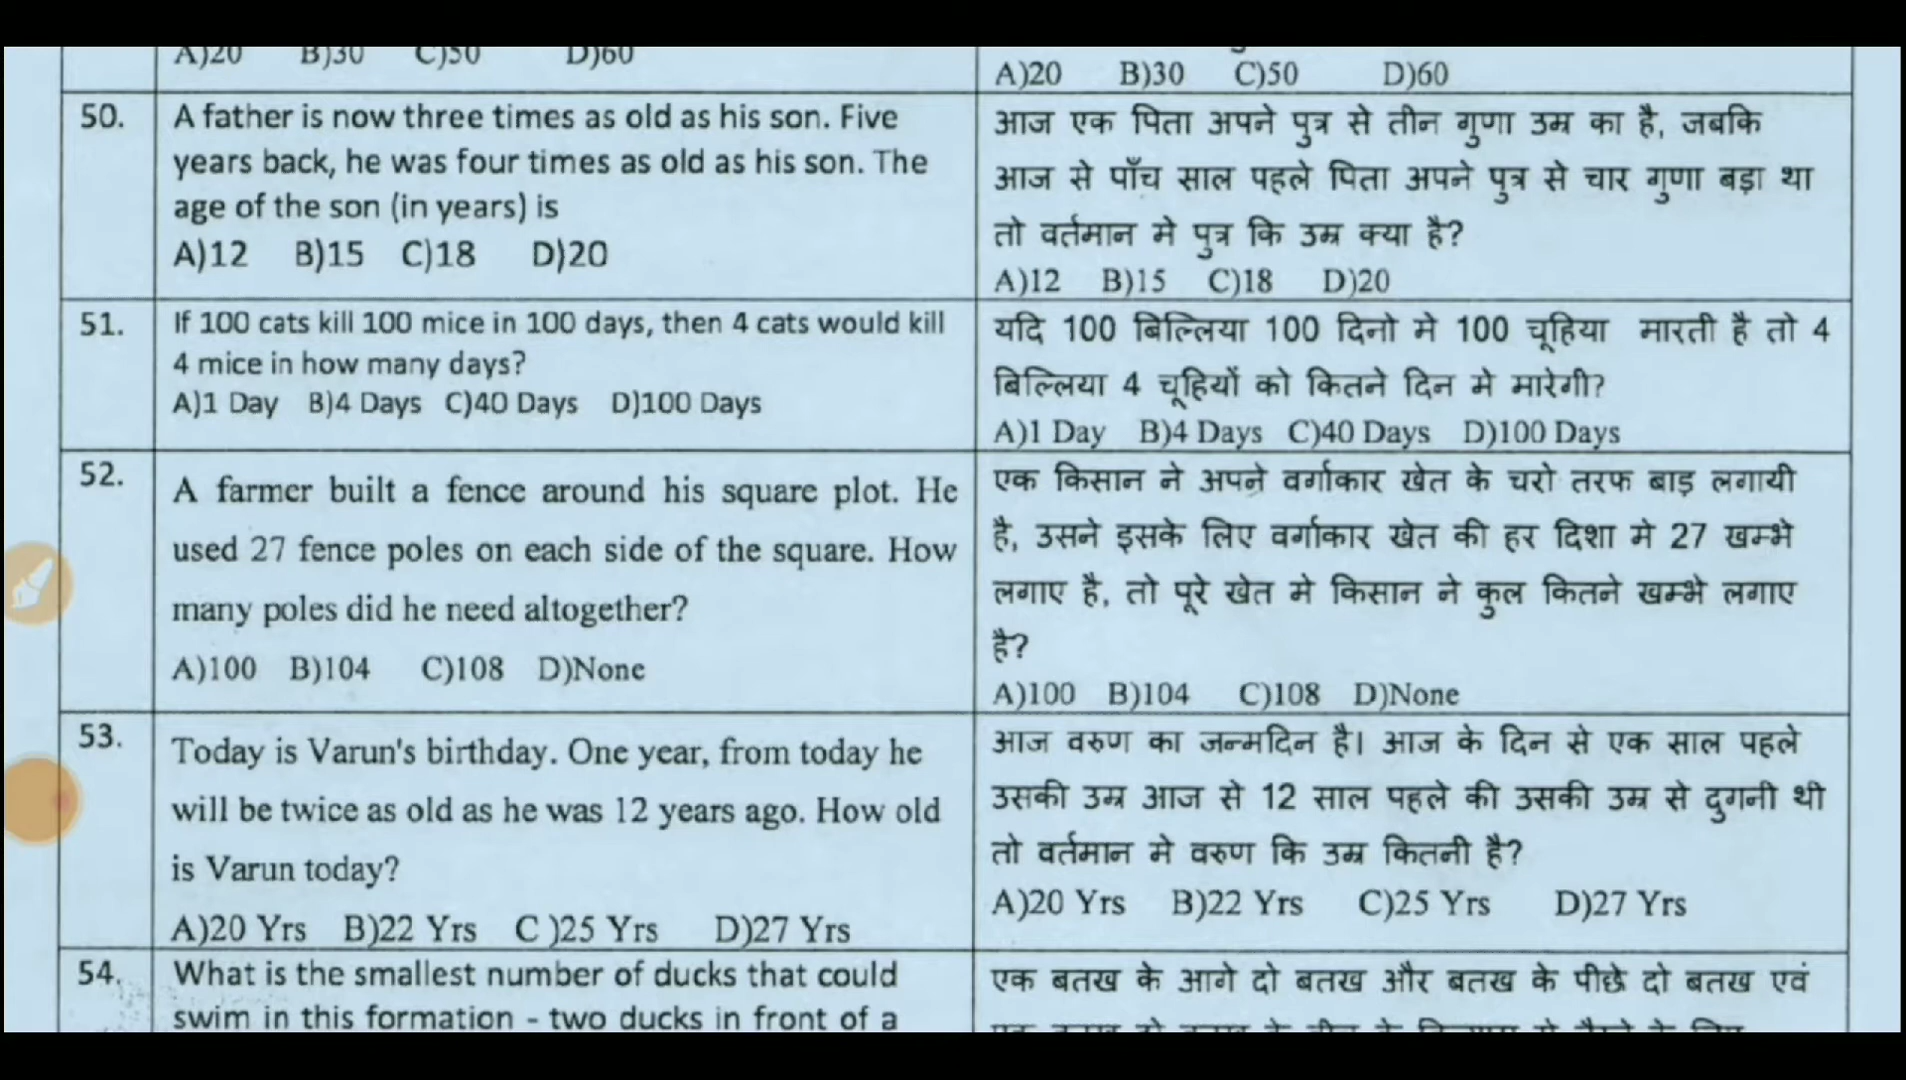 A)20 B)30 C)50 D)60
A)20 B)30 C)50 D)60
50.
A father is now three times as old as his son. Five
years back, he was four times as old as his son. The
age of the son (in years) is
A)12 B)15 C)18 D)20
आज एक पिता अपने पुत्र से तीन गुणा उम्र का है, जबकि
आज से पाँच साल पहले पिता अपने पुत्र से चार गुणा बड़ा था
तो वर्तमान मे पुत्र कि उम्र क्या है?
A)12 B)15 C)18 D)20
51.
If 100 cats kill 100 mice in 100 days, then 4 cats would kill
4 mice in how many days?
A)1 Day B)4 Days C)40 Days D)100 Days
यदि 100 बिल्लिया 100 दिनो मे 100 चूहिया मारती है तो 4
बिल्लिया 4 चूहियों को कितने दिन मे मारेगी?
A)1 Day B)4 Days C)40 Days D)100 Days
52.
A farmer built a fence around his square plot. He
used 27 fence poles on each side of the square. How
many poles did he need altogether?
A)100 B)104 C)108 D)None
एक किसान ने अपने वर्गाकार खेत के चरो तरफ बाड़ लगायी
है, उसने इसके लिए वर्गाकार खेत की हर दिशा मे 27 खम्भे
लगाए है, तो पूरे खेत मे किसान ने कुल कितने खम्भे लगाए
है?
A)100 B)104 C)108 D)None
53.
Today is Varun's birthday. One year, from today he
will be twice as old as he was 12 years ago. How old
is Varun today?
A)20 Yrs B)22 Yrs C )25 Yrs D)27 Yrs
आज वरुण का जन्मदिन है। आज के दिन से एक साल पहले
उसकी उम्र आज से 12 साल पहले की उसकी उम्र से दुगनी थी
तो वर्तमान मे वरुण कि उम्र कितनी है?
A)20 Yrs B)22 Yrs C)25 Yrs D)27 Yrs
54.
What is the smallest number of ducks that could
swim in this formation - two ducks in front of a
एक बतख के आगे दो बतख और बतख के पीछे दो बतख एवं